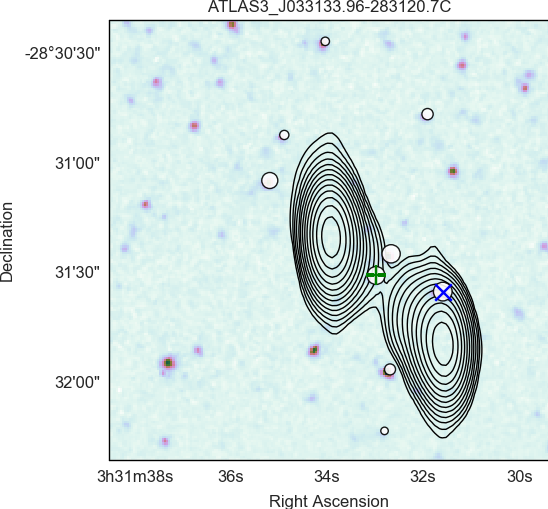 ATLAS3_J033133.96-283120.7C
-28°30'30"
31'00"
31'30"
32'00"
3h31m38s 36s 34s 32s 30s
Right Ascension
Declination